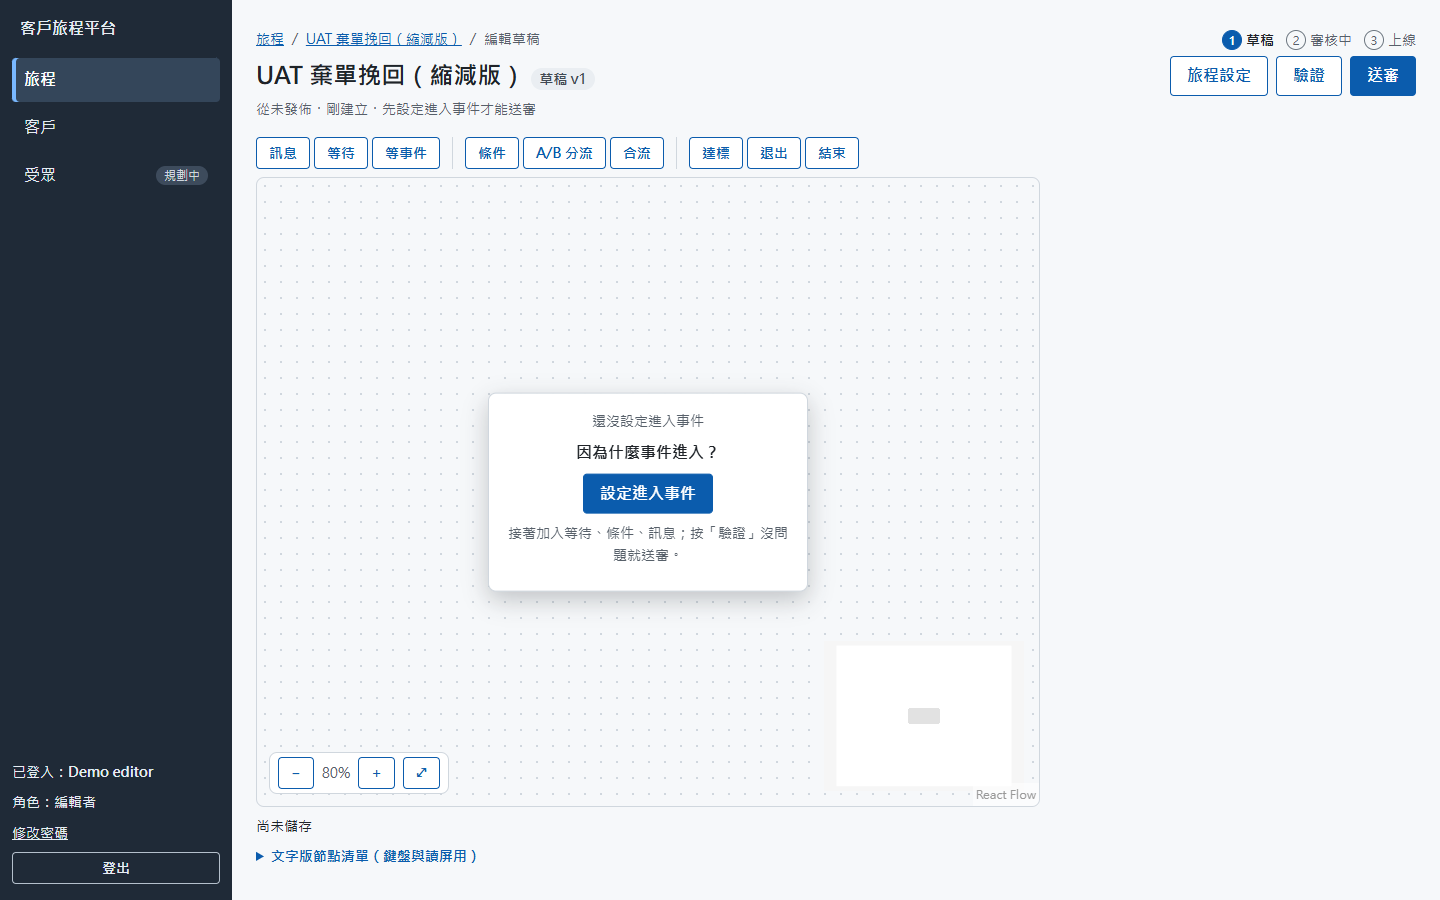 客戶旅程平台
旅程
客戶
受眾 規劃中
已登入：Demo editor
角色：編輯者
修改密碼
登出
旅程 / UAT 棄單挽回（縮減版） / 編輯草稿
UAT 棄單挽回（縮減版） 草稿 v1
從未發佈・剛建立・先設定進入事件才能送審
1 草稿 2 審核中 3 上線
旅程設定 驗證 送審
訊息 等待 等事件 條件 A/B 分流 合流 達標 退出 結束
還沒設定進入事件
因為什麼事件進入？
設定進入事件
接著加入等待、條件、訊息；按「驗證」沒問
題就送審。
− 80% +
React Flow
尚未儲存
文字版節點清單（鍵盤與讀屏用）